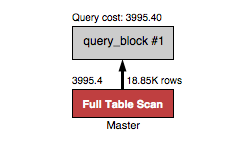 Query cost: 3995.40
query_block #1
3995.4 18.85K rows
Full Table Scan
Master